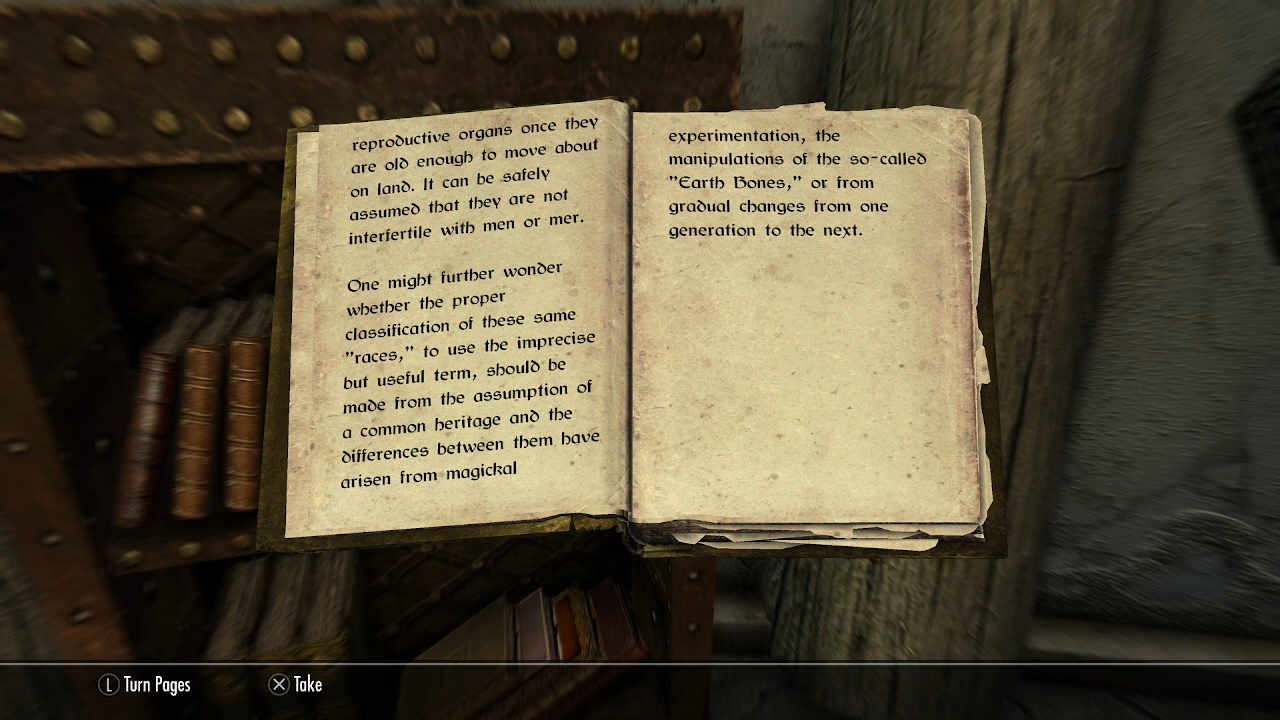 reproductive organs once they
are old enough to move about
on land. It can be safely
assumed that they are not
interfertile with men or mer.
One might further wonder
whether the proper
classification of these same
"races," to use the imprecise
but useful term, should be
made from the assumption of
a common heritage and the
differences between them have
arisen from magickal
experimentation, the
manipulations of the so-called
"Earth Bones," or from
gradual changes from one
generation to the next.
L Turn Pages
X Take